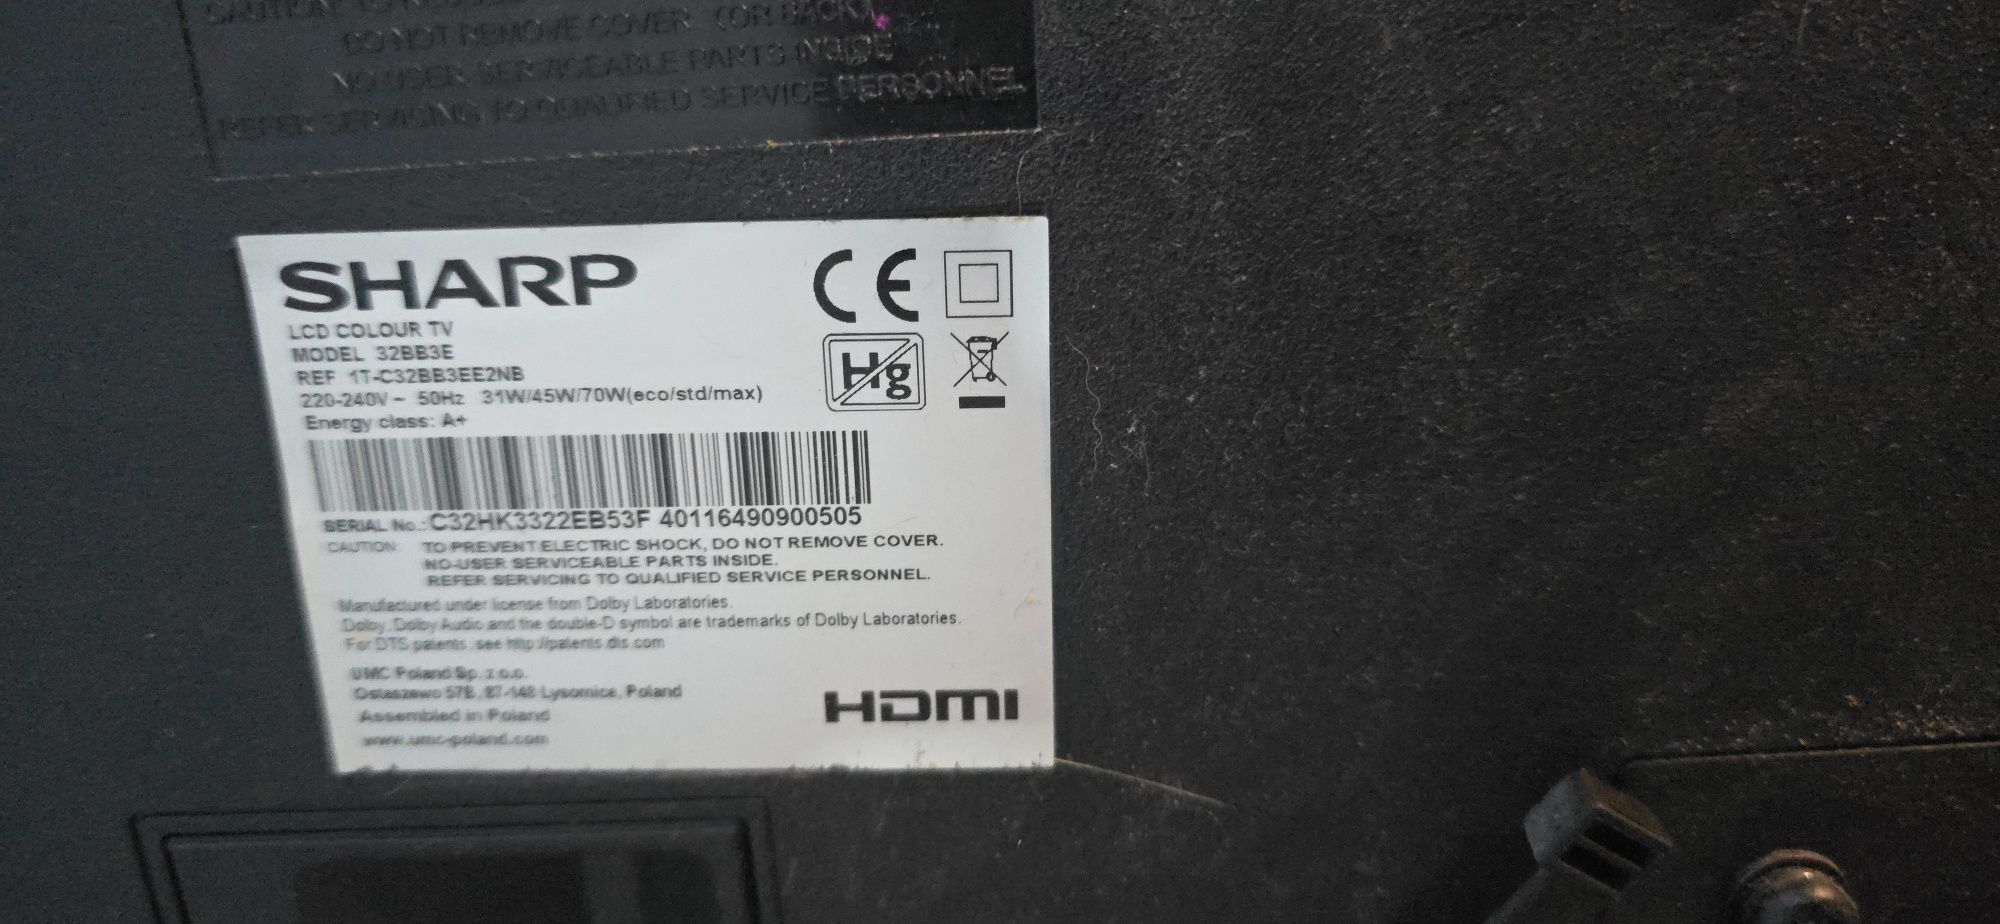 CAUTION: TO REDUCE
DO NOT REMOVE COVER (OR BACK)
NO USER SERVICEABLE PARTS INSIDE
REFER SERVICING TO QUALIFIED SERVICE PERSONNEL
SHARP
LCD COLOUR TV
MODEL 32BB3E
REF 1T-C32BB3EE2NB
220-240V ~ 50Hz 31W/45W/70W(eco/std/max)
Energy class: A+
CE
Hg
SERIAL No.: C32HK3322EB53F 40116490900505
CAUTION: TO PREVENT ELECTRIC SHOCK, DO NOT REMOVE COVER.
NO-USER SERVICEABLE PARTS INSIDE.
REFER SERVICING TO QUALIFIED SERVICE PERSONNEL.
Manufactured under license from Dolby Laboratories.
Dolby, Dolby Audio and the double-D symbol are trademarks of Dolby Laboratories.
For DTS patents, see http://patents.dts.com
UMC Poland Sp. z o.o.
Ostaszewo 57B, 87-148 Lysomice, Poland
Assembled in Poland
www.umc-poland.com
HDMI